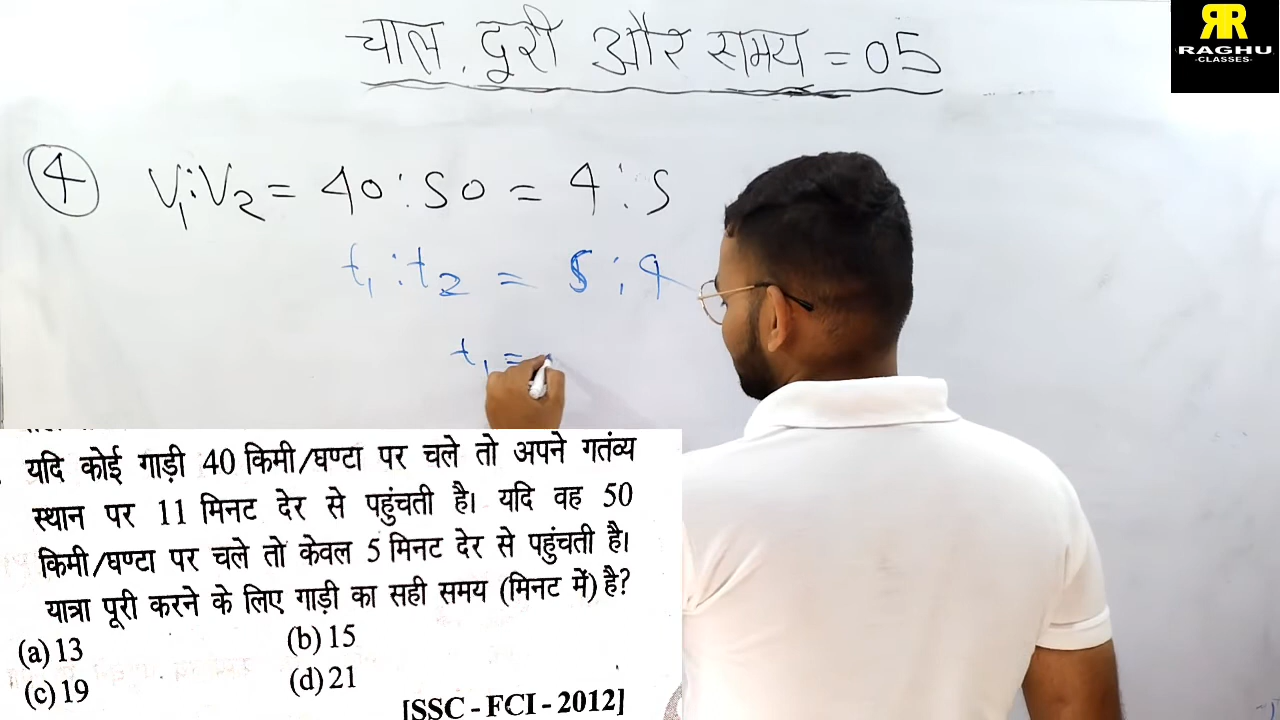 चाल, दूरी और समय = 05
RR
RAGHU
-CLASSES-
④ V₁:V₂ = 40:50 = 4:5
t₁:t₂ = 5:4
t₁ =
यदि कोई गाड़ी 40 किमी/घण्टा पर चले तो अपने गतंव्य
स्थान पर 11 मिनट देर से पहुंचती है। यदि वह 50
किमी/घण्टा पर चले तो केवल 5 मिनट देर से पहुंचती है।
यात्रा पूरी करने के लिए गाड़ी का सही समय (मिनट में) है?
(a) 13 (b) 15
(c) 19 (d) 21
[SSC - FCI - 2012]